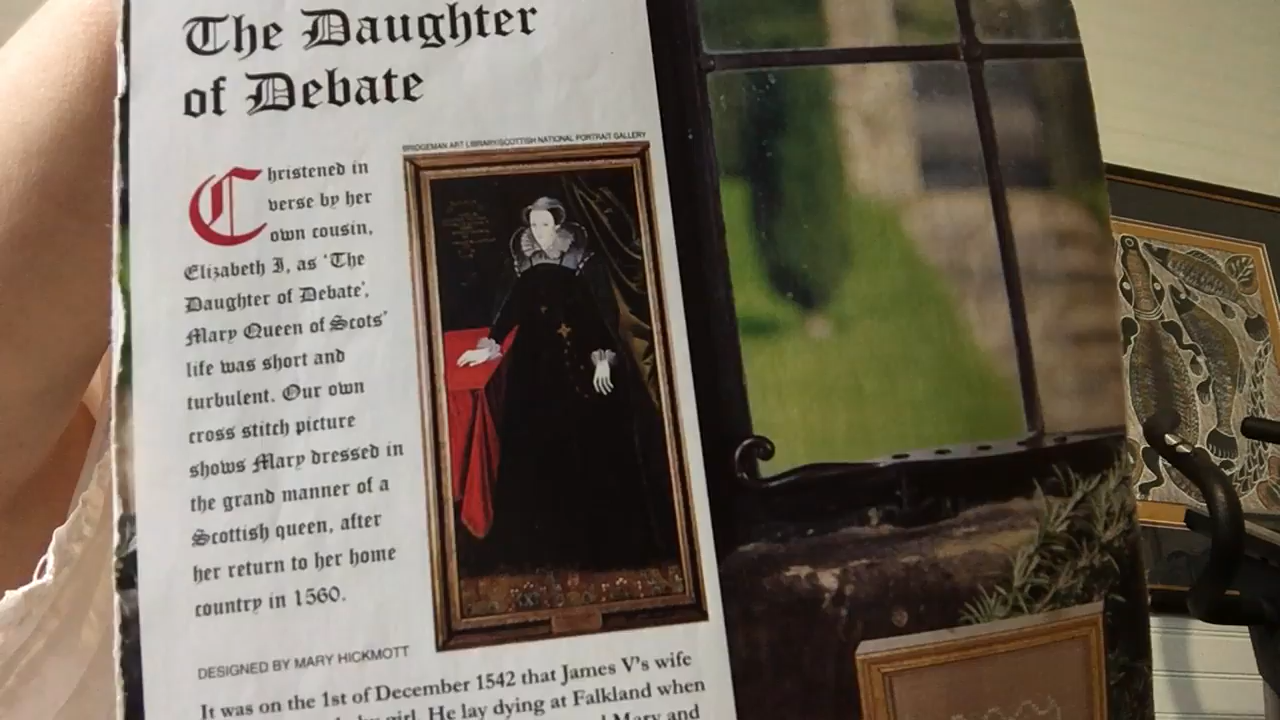 The Daughter
of Debate
BRIDGEMAN ART LIBRARY/SCOTTISH NATIONAL PORTRAIT GALLERY
Christened in
verse by her
own cousin,
Elizabeth I, as 'The
Daughter of Debate',
Mary Queen of Scots'
life was short and
turbulent. Our own
cross stitch picture
shows Mary dressed in
the grand manner of a
Scottish queen, after
her return to her home
country in 1560.
DESIGNED BY MARY HICKMOTT
It was on the 1st of December 1542 that James V's wife
girl. He lay dying at Falkland when
Mary and